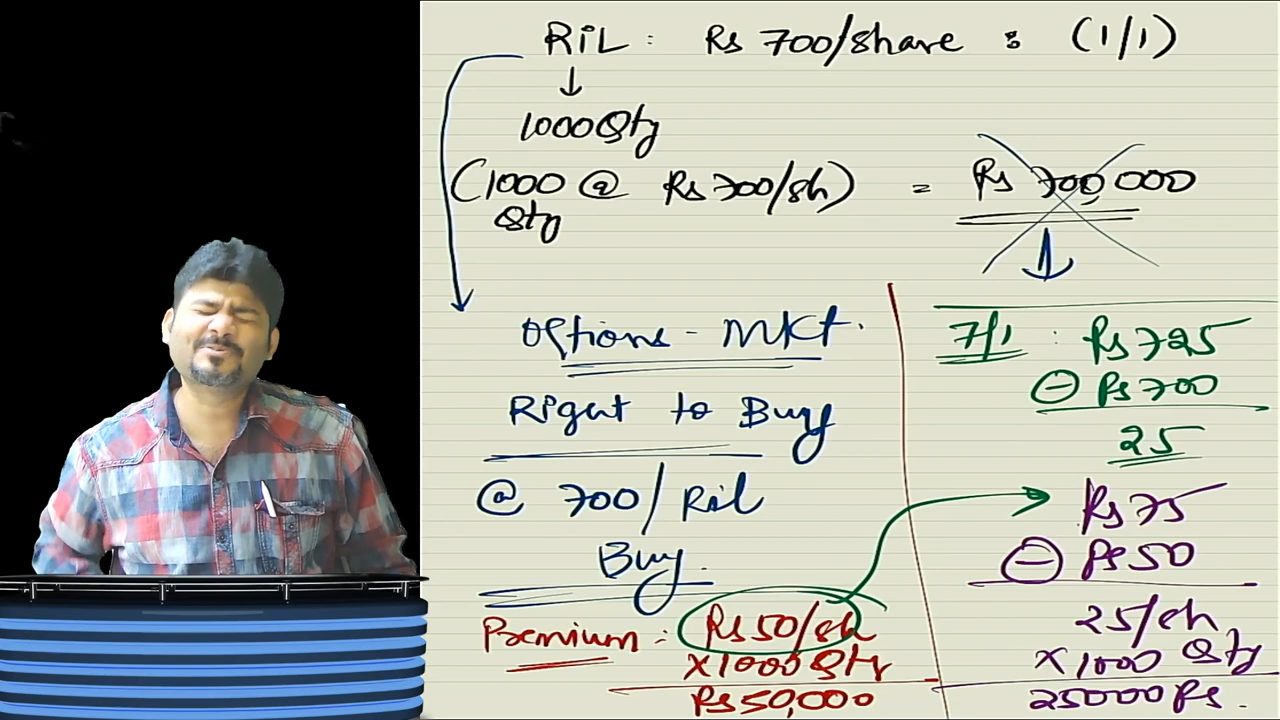 RIL : Rs 700/share : (1/1)
↓
1000 Qty
(1000 @ Rs 700/sh) = Rs 700,000
Qty
Options - Mkt.
Right to Buy
@ 700/Ril
Buy.
Premium : Rs 50/sh
x 1000 Qty
Rs 50,000
7/1 : Rs 725
- Rs 700
25
Rs 75
- Rs 50
25/sh
x 1000 Qty
25000 Rs.